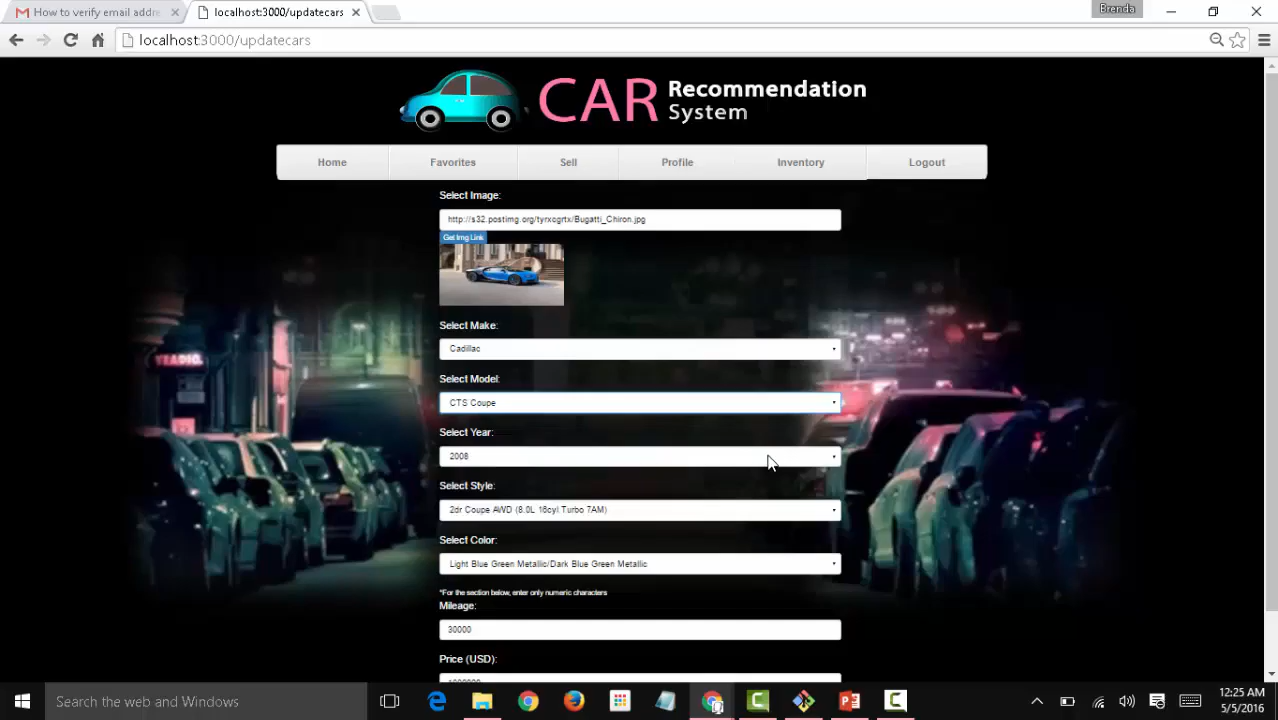 How to verify email addre
localhost:3000/updatecars
Brenda
localhost:3000/updatecars
CAR Recommendation System
Home Favorites Sell Profile Inventory Logout
Select Image:
http://s32.postimg.org/tyrxcgrtx/Bugatti_Chiron.jpg
Get Img Link
Select Make:
Cadillac
Select Model:
CTS Coupe
Select Year:
2008
Select Style:
2dr Coupe AWD (8.0L 16cyl Turbo 7AM)
Select Color:
Light Blue Green Metallic/Dark Blue Green Metallic
*For the section below, enter only numeric characters
Mileage:
30000
Price (USD):
Search the web and Windows
12:25 AM
5/5/2016